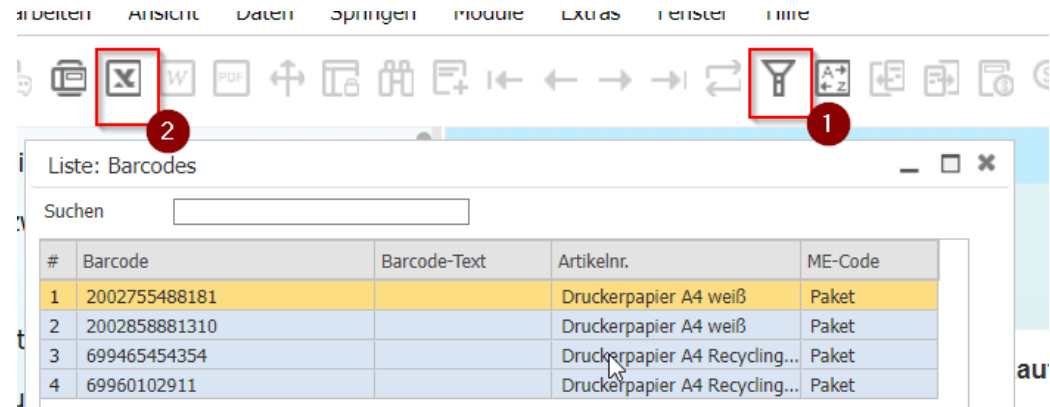 Ansicht Daten Springen Module Extras Fenster Hilfe
X W PDF A Z
2 1
Liste: Barcodes
Suchen
# Barcode Barcode-Text Artikelnr. ME-Code
1 2002755488181 Druckerpapier A4 weiß Paket
2 2002858881310 Druckerpapier A4 weiß Paket
3 699465454354 Druckerpapier A4 Recycling... Paket
4 69960102911 Druckerpapier A4 Recycling... Paket